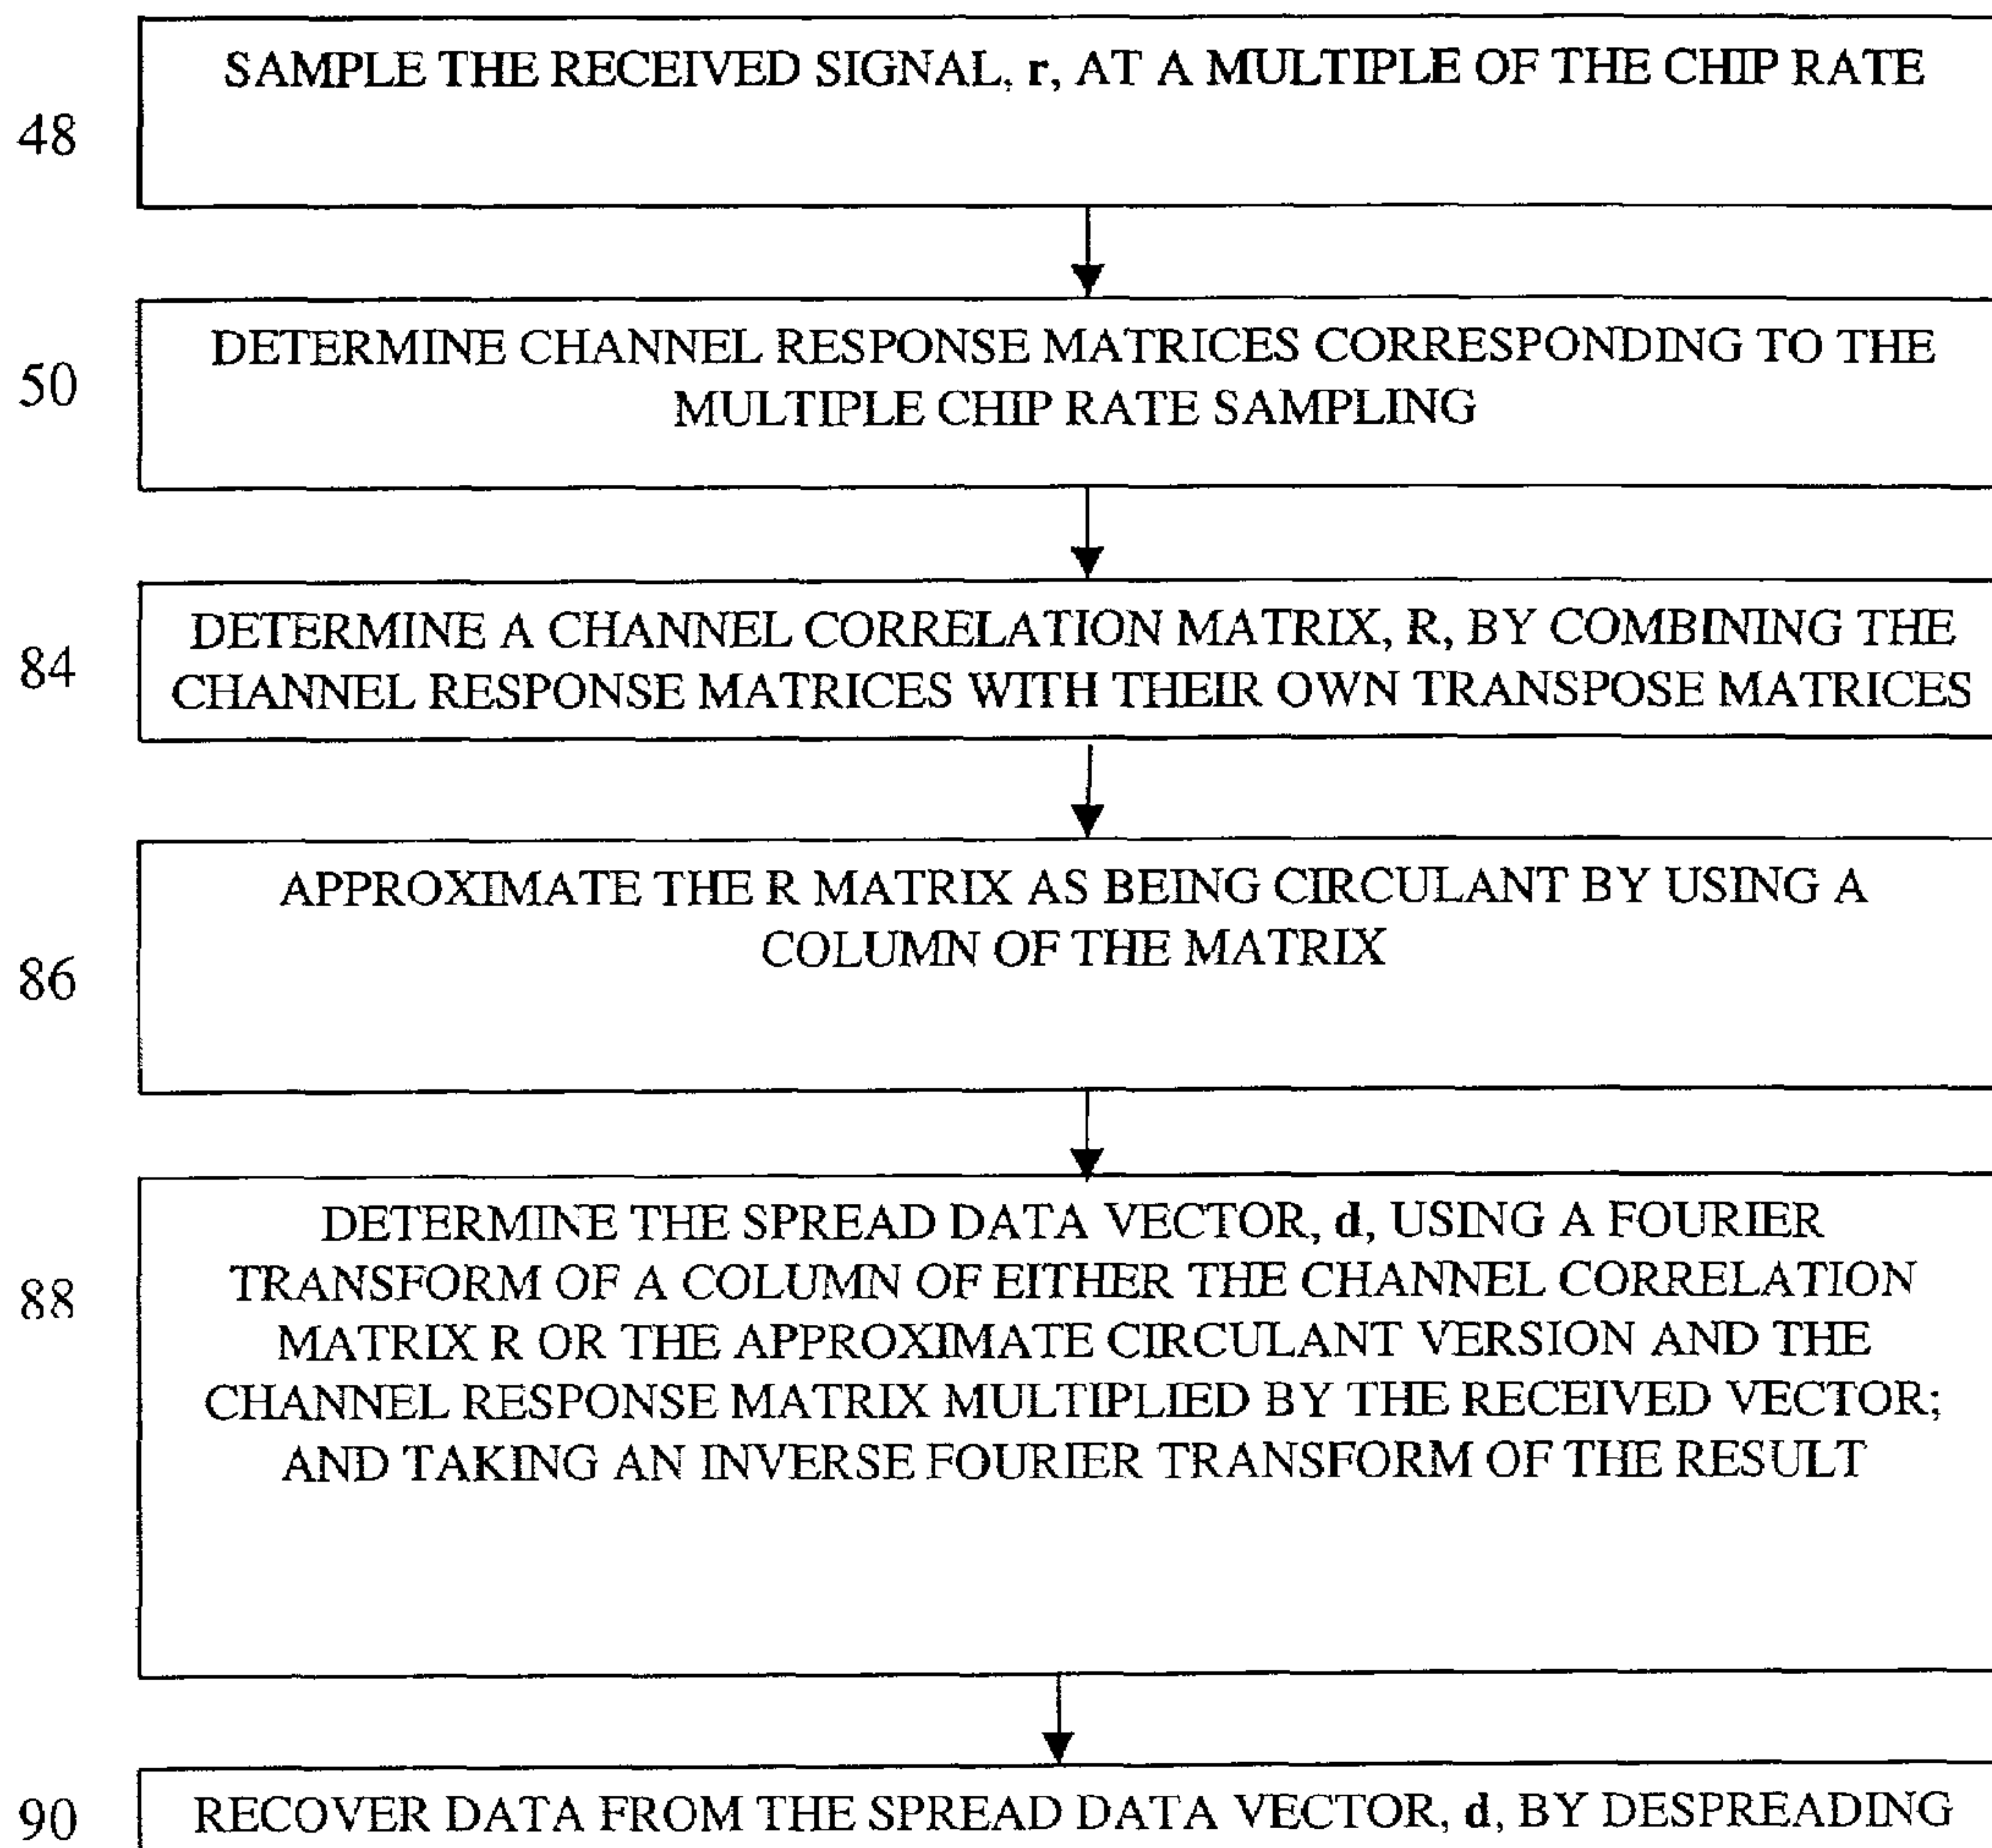 SAMPLE THE RECEIVED SIGNAL, r, AT A MULTIPLE OF THE CHIP RATE
48
DETERMINE CHANNEL RESPONSE MATRICES CORRESPONDING TO THE
50
MULTIPLE CHIP RATE SAMPLING
DETERMINE A CHANNEL CORRELATION MATRIX, R, BY COMBINING THE
84
CHANNEL RESPONSE MATRICES WITH THEIR OWN TRANSPOSE MATRICES
APPROXIMATE THE R MATRIX AS BEING CIRCULANT BY USING A
COLUMN OF THE MATRIX
86
DETERMINE THE SPREAD DATA VECTOR, d, USING A FOURIER
TRANSFORM OF A COLUMN OF EITHER THE CHANNEL CORRELATION
88
MATRIX R OR THE APPROXIMATE CIRCULANT VERSION AND THE
CHANNEL RESPONSE MATRIX MULTIPLIED BY THE RECEIVED VECTOR;
AND TAKING AN INVERSE FOURIER TRANSFORM OF THE RESULT
90
RECOVER DATA FROM THE SPREAD DATA VECTOR, d, BY DESPREADING